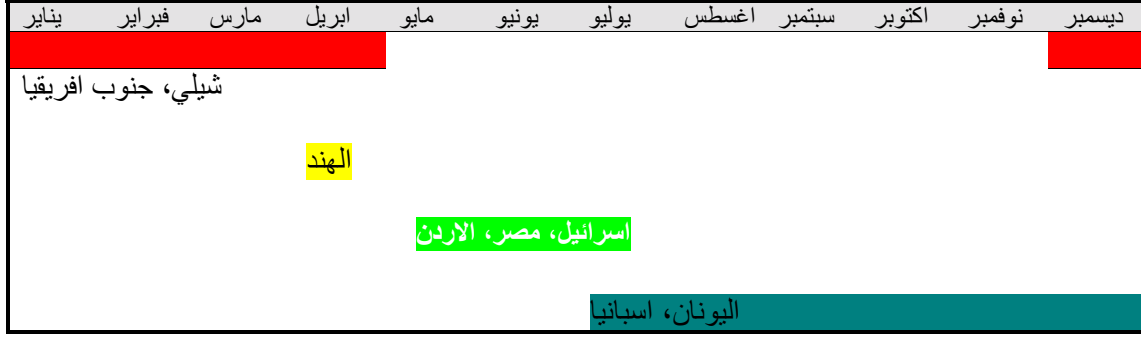 يناير فبراير مارس ابريل مايو يونيو يوليو اغسطس سبتمبر اكتوبر نوفمبر ديسمبر
شيلي، جنوب افريقيا
الهند
اسرائيل، مصر، الاردن
اليونان، اسبانيا